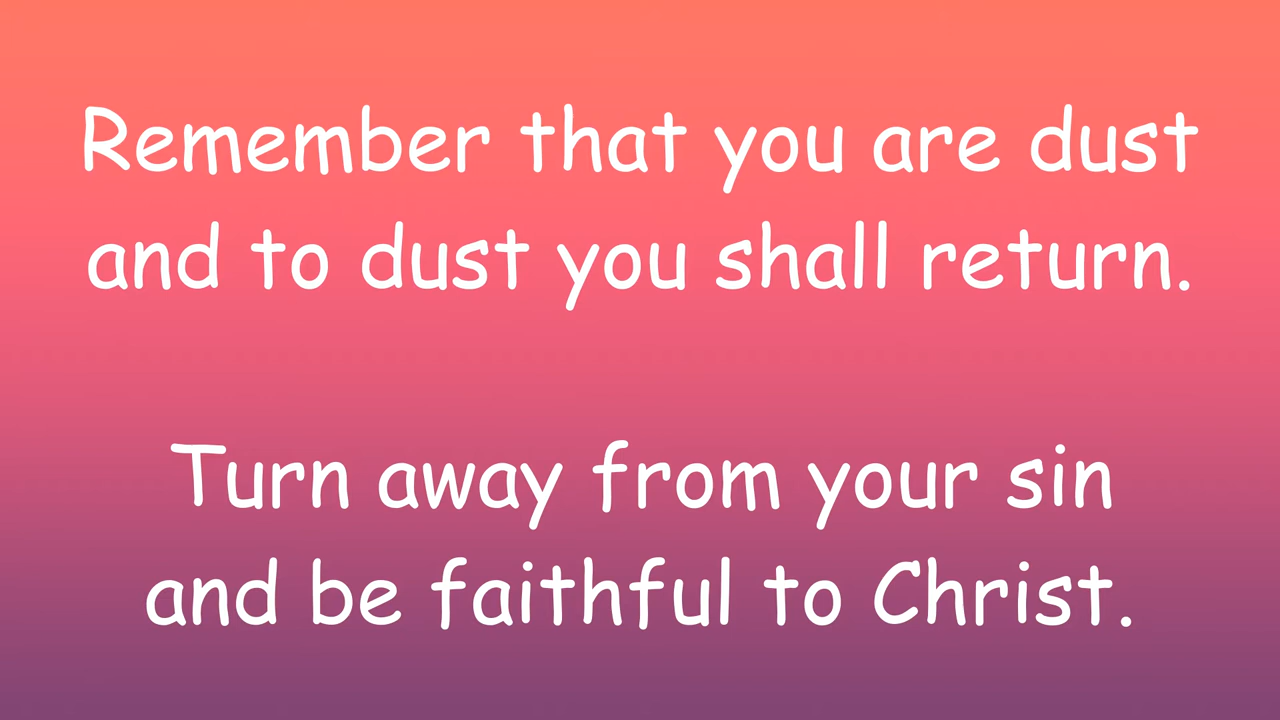 Remember that you are dust
and to dust you shall return.
Turn away from your sin
and be faithful to Christ.